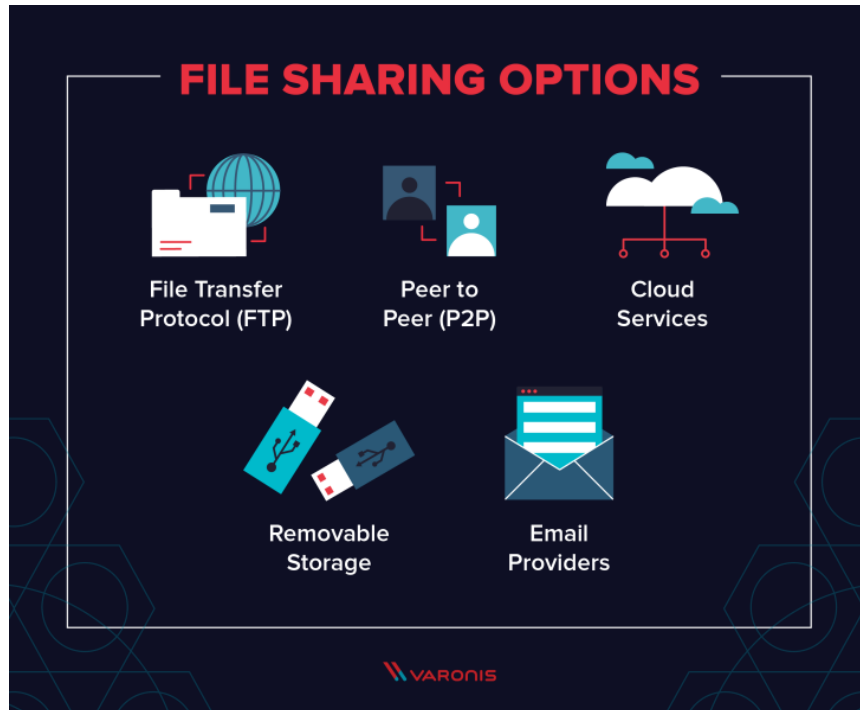 FILE SHARING OPTIONS
File Transfer
Protocol (FTP)
Peer to
Peer (P2P)
Cloud
Services
Removable
Storage
Email
Providers
VARONIS